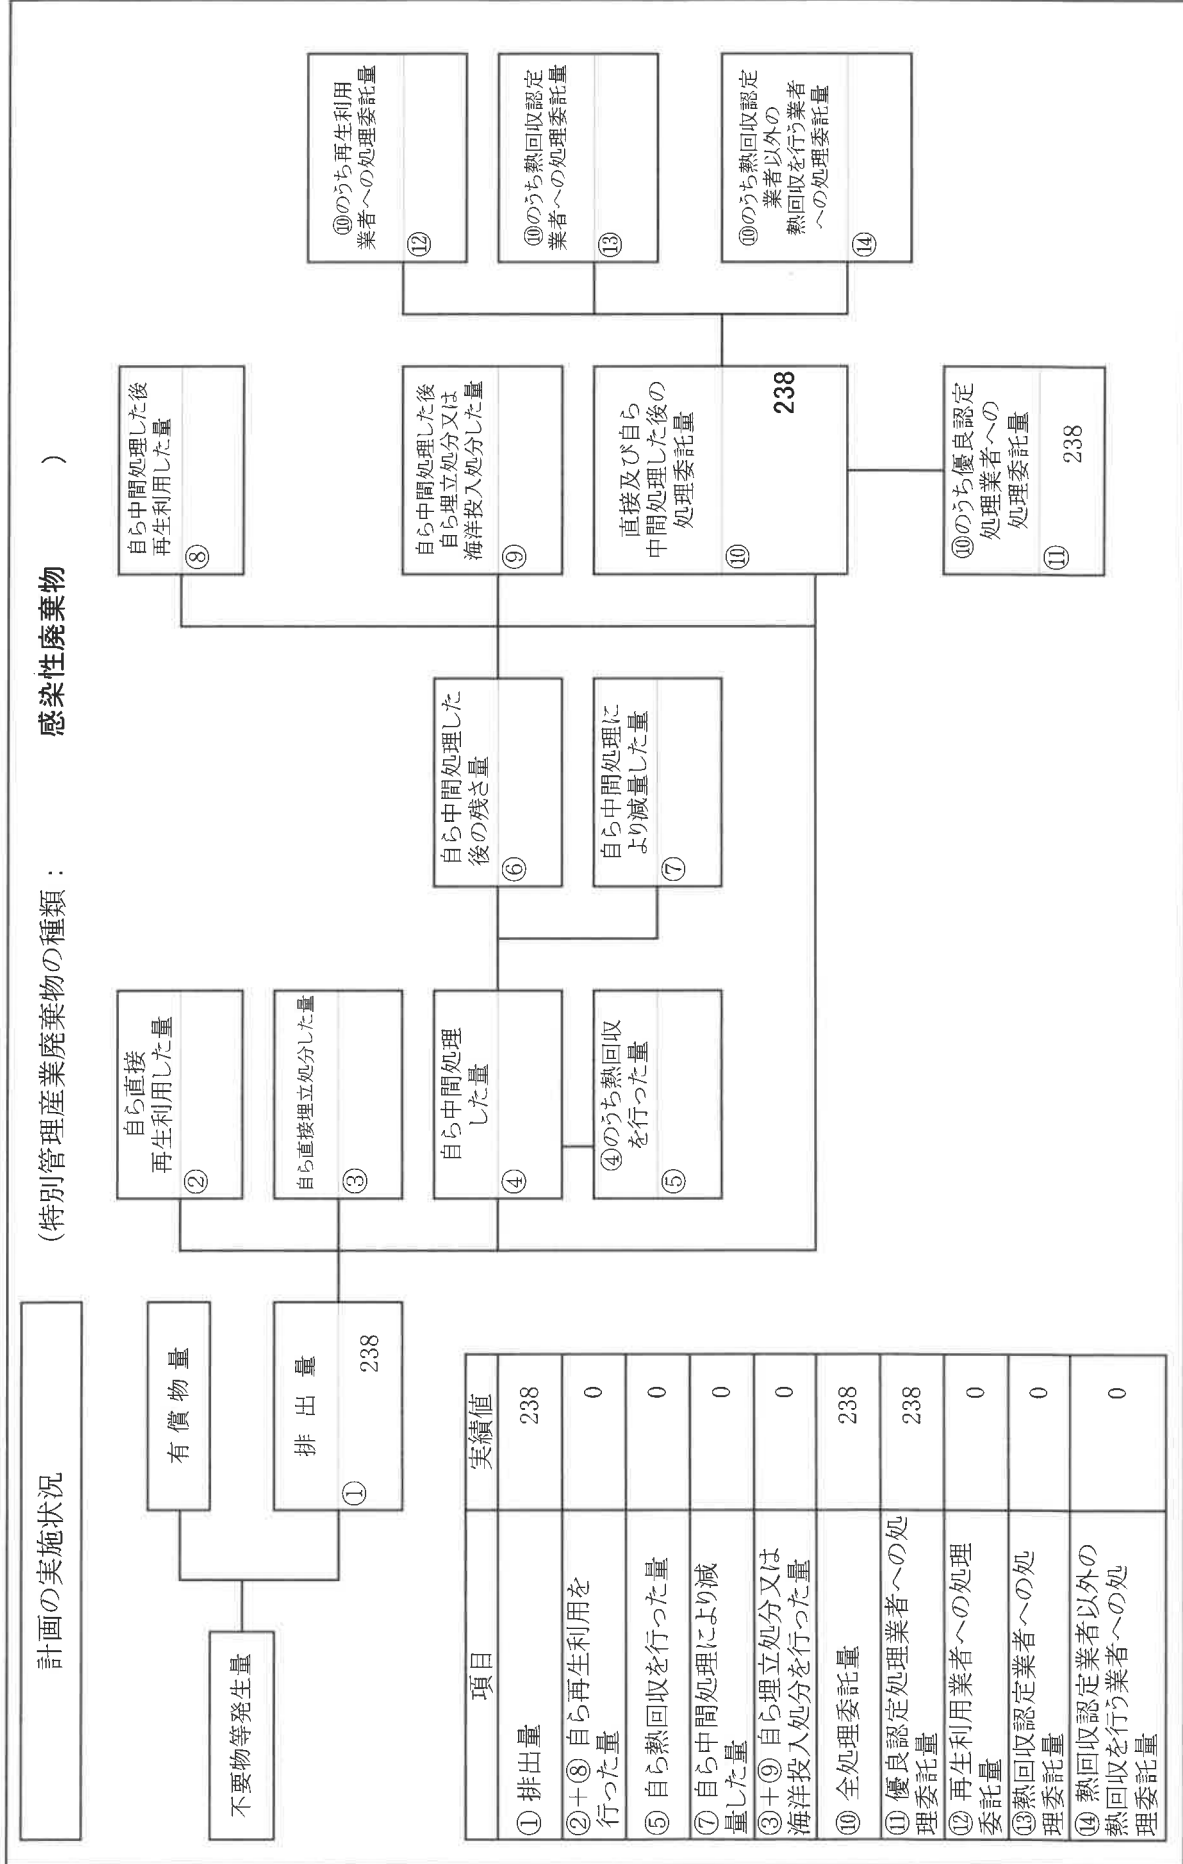 計画の実施状況
(特別管理産業廃棄物の種類： 感染性廃棄物 )
不要物等発生量
有償物量
排出量
① 238
自ら直接
再生利用した量
②
自ら直接埋立処分した量
③
自ら中間処理
した量
④
④のうち熱回収
を行った量
⑤
自ら中間処理した
後の残さ量
⑥
自ら中間処理に
より減量した量
⑦
自ら中間処理した後
再生利用した量
⑧
自ら中間処理した後
自ら埋立処分又は
海洋投入処分した量
⑨
直接及び自ら
中間処理した後の
処理委託量
⑩ 238
⑩のうち優良認定
処理業者への
処理委託量
⑪ 238
⑩のうち再生利用
業者への処理委託量
⑫
⑩のうち熱回収認定
業者への処理委託量
⑬
⑩のうち熱回収認定
業者以外の
熱回収を行う業者
への処理委託量
⑭
項目 実績値
① 排出量 238
②＋⑧ 自ら再生利用を
行った量 0
⑤ 自ら熱回収を行った量 0
⑦ 自ら中間処理により減
量した量 0
③＋⑨ 自ら埋立処分又は
海洋投入処分を行った量 0
⑩ 全処理委託量 238
⑪ 優良認定処理業者への処
理委託量 238
⑫ 再生利用業者への処理
委託量 0
⑬熱回収認定業者への処
理委託量 0
⑭ 熱回収認定業者以外の
熱回収を行う業者への処
理委託量 0